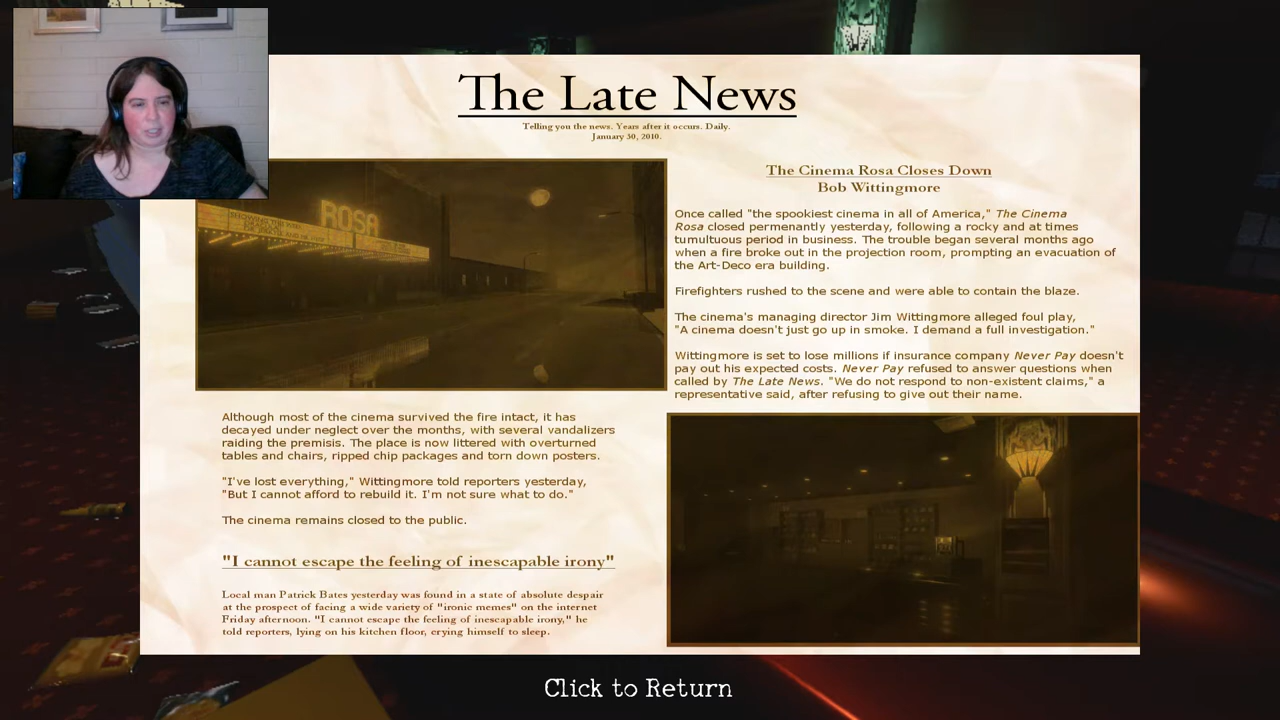 The Late News
Telling you the news. Years after it occurs. Daily.
January 30, 2010.
ROSA
The Cinema Rosa Closes Down
Bob Wittingmore
Once called "the spookiest cinema in all of America," The Cinema
Rosa closed permenantly yesterday, following a rocky and at times
tumultuous period in business. The trouble began several months ago
when a fire broke out in the projection room, prompting an evacuation of
the Art-Deco era building.
Firefighters rushed to the scene and were able to contain the blaze.
The cinema's managing director Jim Wittingmore alleged foul play,
"A cinema doesn't just go up in smoke. I demand a full investigation."
Wittingmore is set to lose millions if insurance company Never Pay doesn't
pay out his expected costs. Never Pay refused to answer questions when
called by The Late News. "We do not respond to non-existent claims," a
representative said, after refusing to give out their name.
Although most of the cinema survived the fire intact, it has
decayed under neglect over the months, with several vandalizers
raiding the premisis. The place is now littered with overturned
tables and chairs, ripped chip packages and torn down posters.
"I've lost everything," Wittingmore told reporters yesterday,
"But I cannot afford to rebuild it. I'm not sure what to do."
The cinema remains closed to the public.
"I cannot escape the feeling of inescapable irony"
Local man Patrick Bates yesterday was found in a state of absolute despair
at the prospect of facing a wide variety of "ironic memes" on the internet
Friday afternoon. "I cannot escape the feeling of inescapable irony," he
told reporters, lying on his kitchen floor, crying himself to sleep.
Click to Return